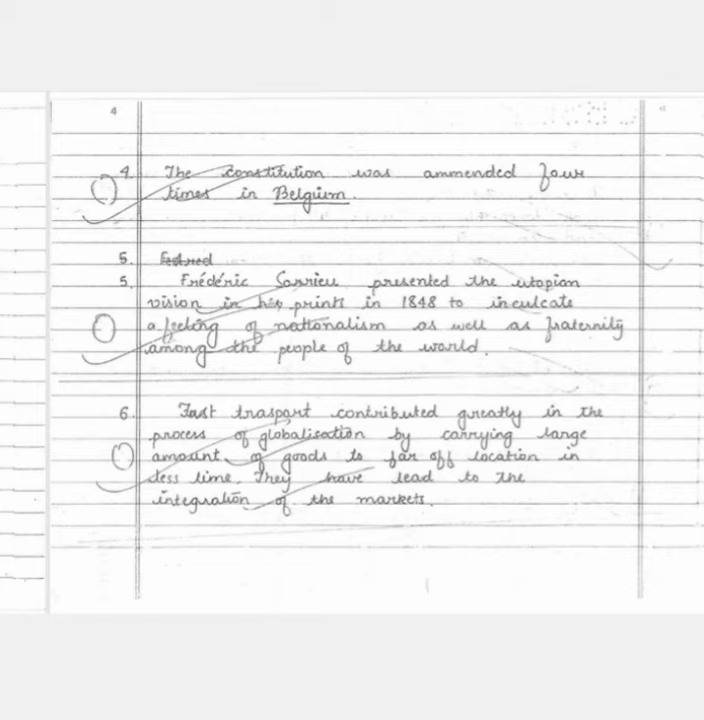 4
4. The constitution was ammended four
times in Belgium.
5.
5. Frédéric Sorrieu presented the utopian
vision in his prints in 1848 to inculcate
a feeling of nationalism as well as fraternity
among the people of the world.
6. Fast trasport contributed greatly in the
process of globalisation by carrying large
amount of goods to far off location in
less time. They have lead to the
integration of the markets.